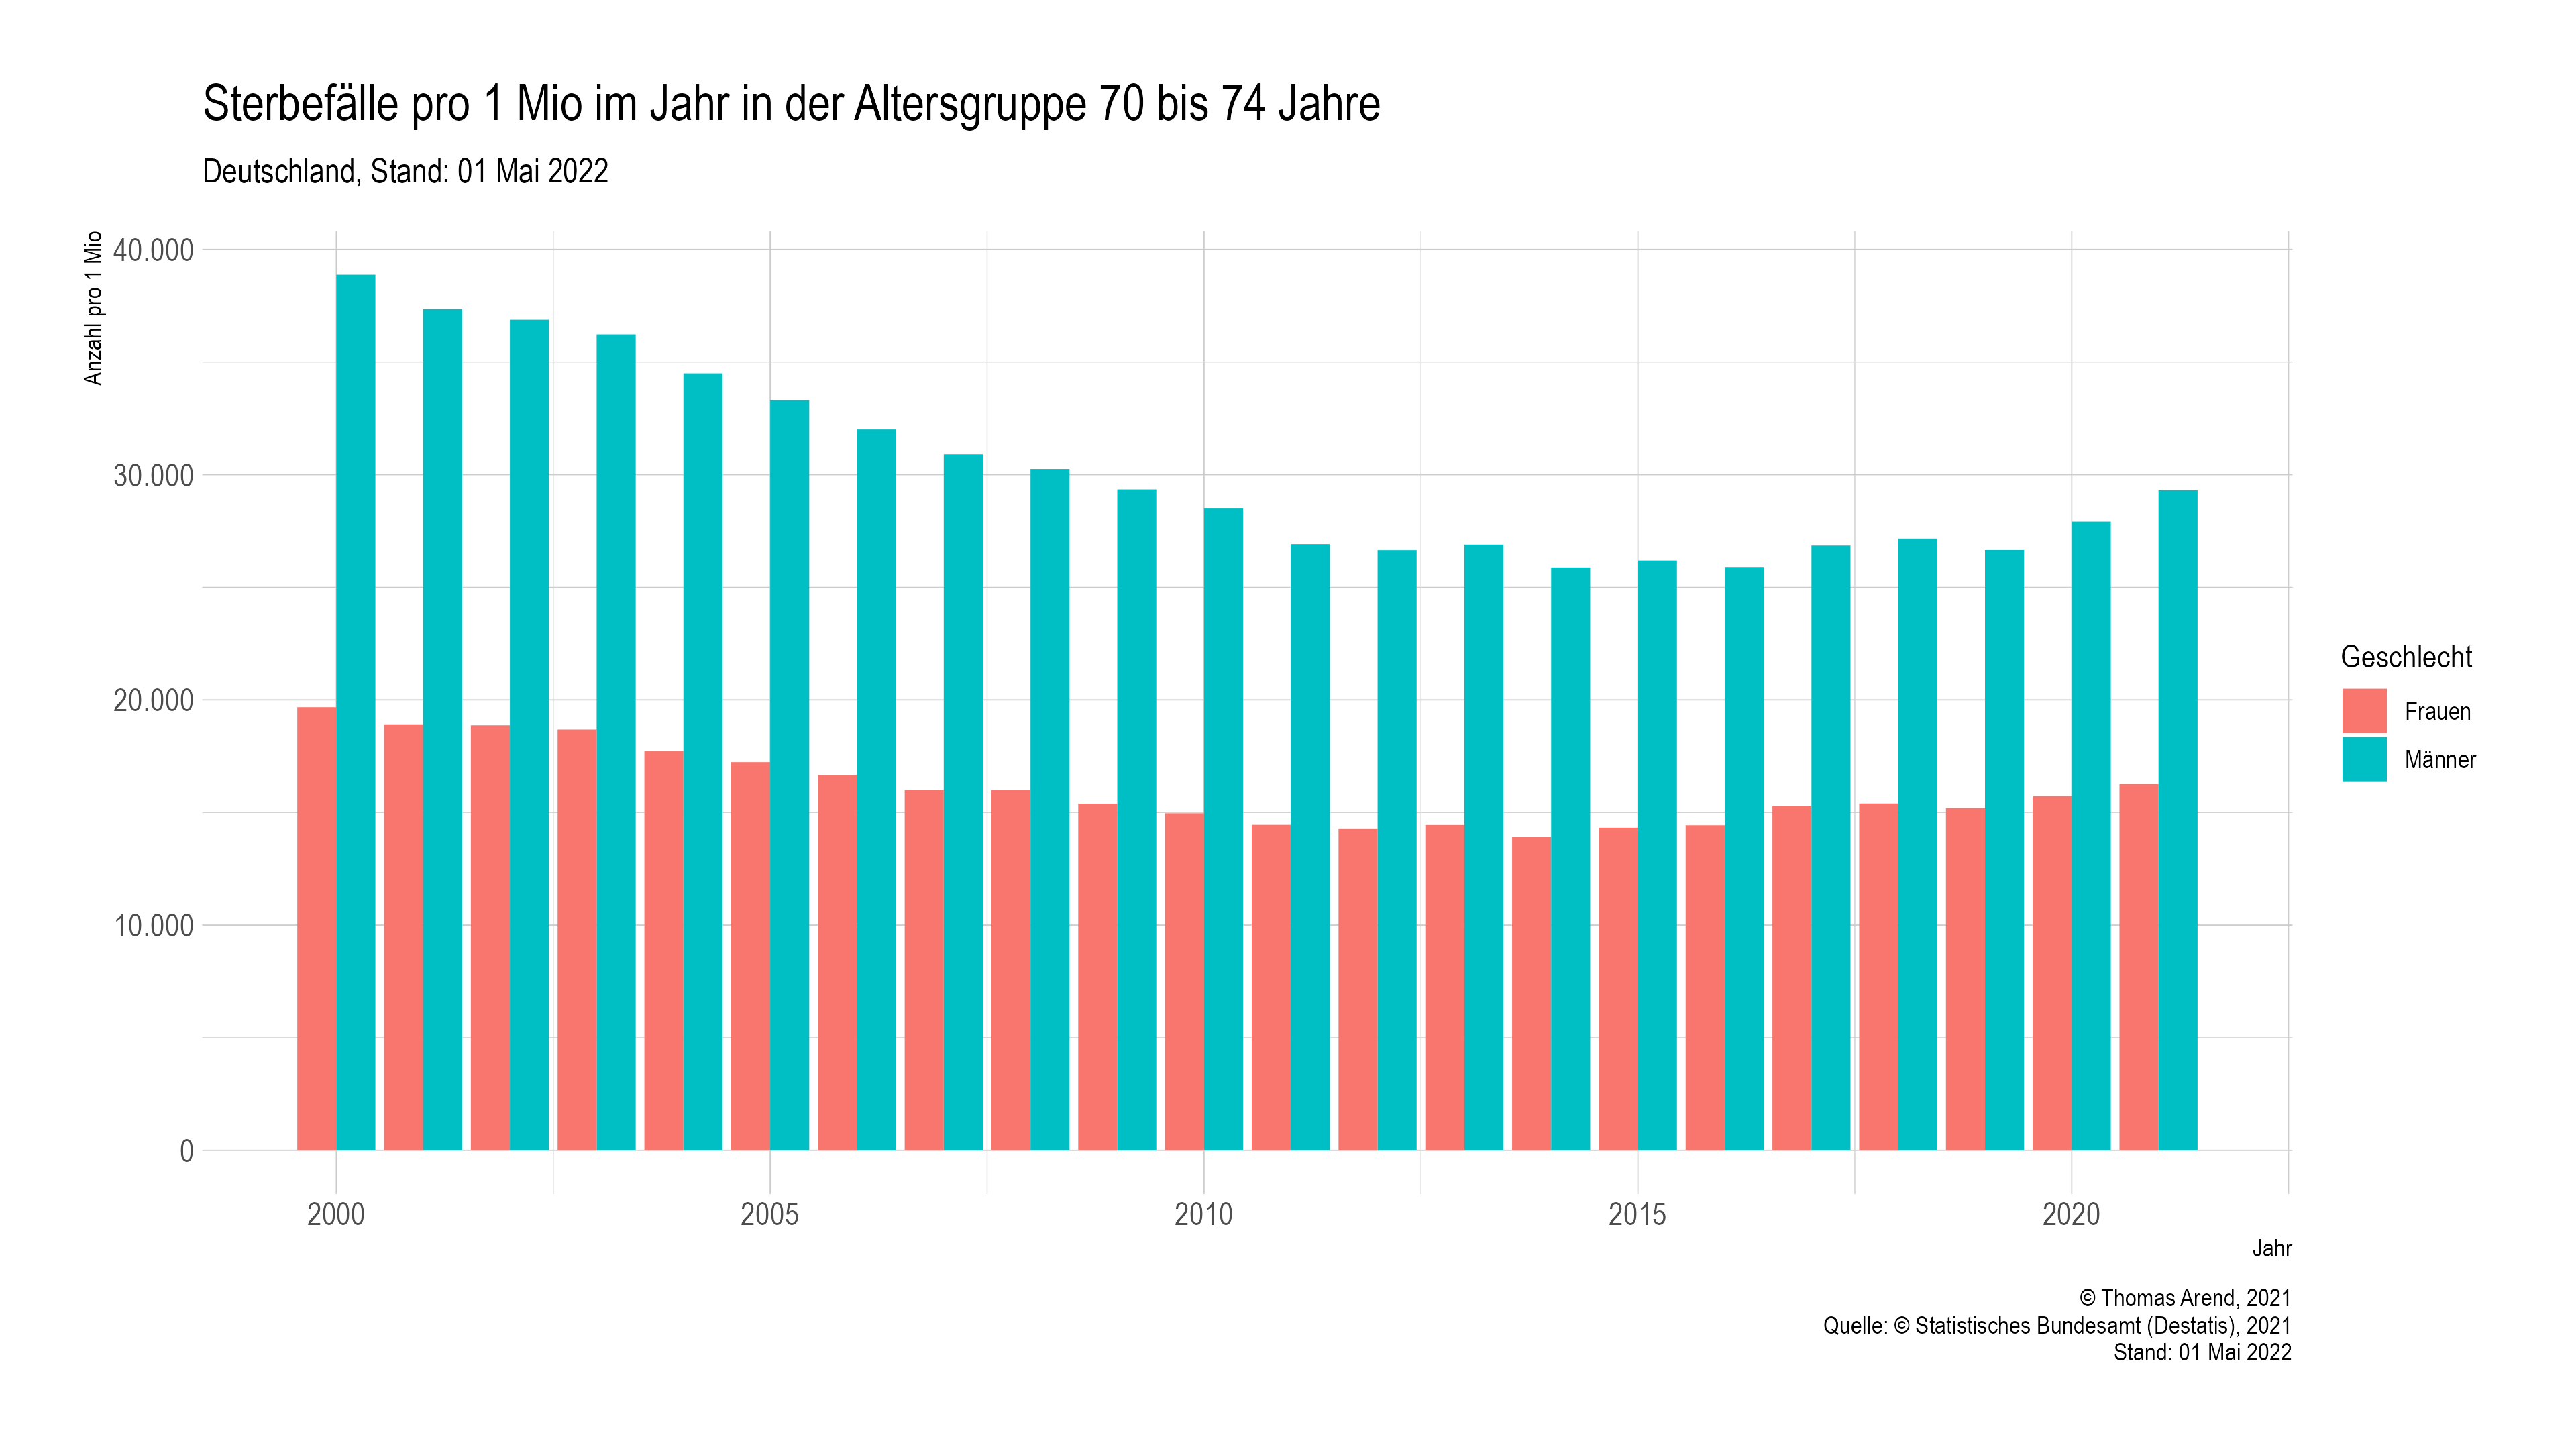 Sterbefälle pro 1 Mio im Jahr in der Altersgruppe 70 bis 74 Jahre
Deutschland, Stand: 01 Mai 2022
Anzahl pro 1 Mio
40.000
30.000
20.000
10.000
0
2000
2005
2010
2015
2020
Jahr
Geschlecht
Frauen
Männer
© Thomas Arend, 2021
Quelle: © Statistisches Bundesamt (Destatis), 2021
Stand: 01 Mai 2022